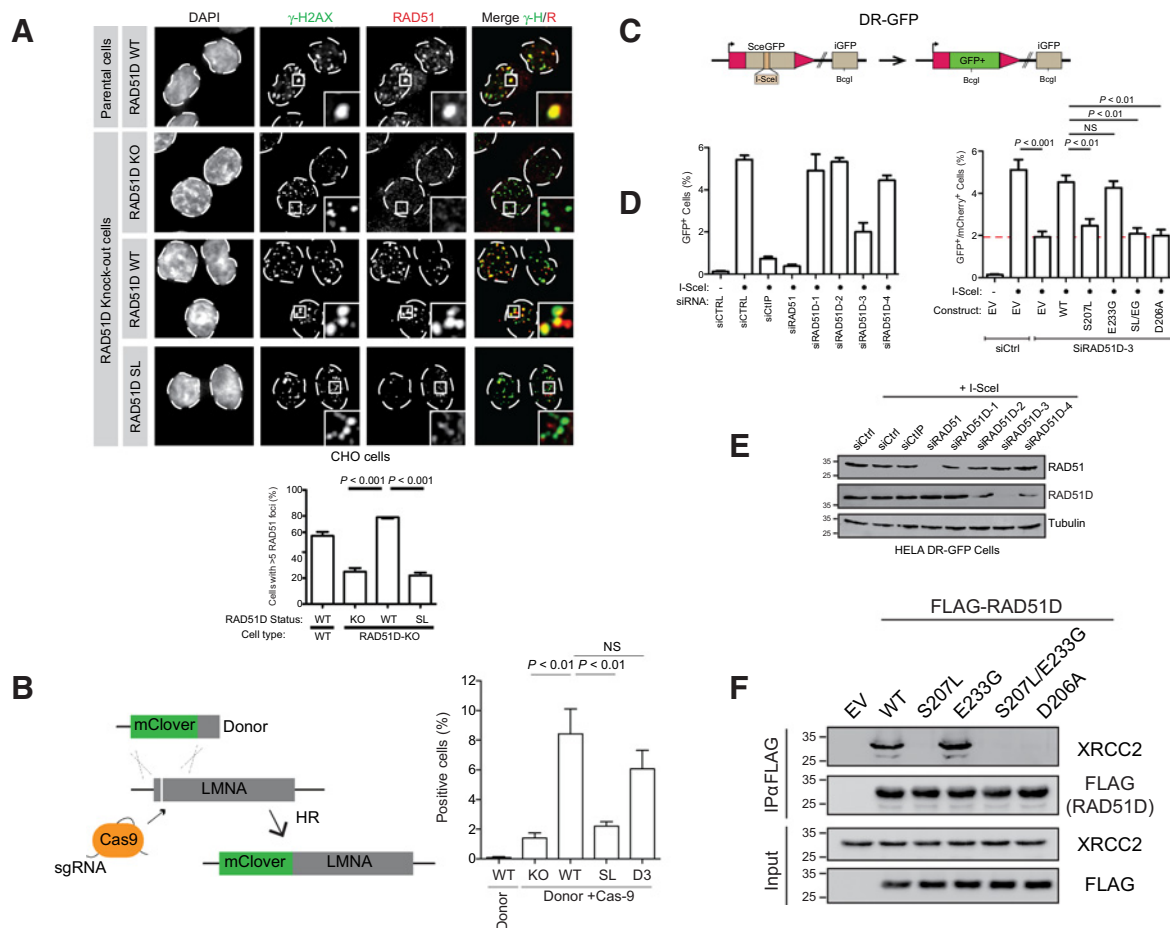 A
DAPI
γ-H2AX
RAD51
Merge γ-H/R
Parental cells
RAD51D WT
RAD51D Knock-out cells
RAD51D KO
RAD51D WT
RAD51D SL
CHO cells
P < 0.001 P < 0.001
Cells with >5 RAD51 foci (%)
100
80
60
40
20
0
RAD51D Status: WT KO WT SL
Cell type: WT RAD51D-KO
B
mClover Donor
LMNA
Cas9
sgRNA
HR
mClover LMNA
NS
P < 0.01 P < 0.01
Positive cells (%)
12
10
8
6
4
2
0
WT KO WT SL D3
Donor
Donor +Cas-9
C
DR-GFP
SceGFP iGFP iGFP
GFP+
I-SceI BcgI BcgI BcgI
D
GFP+ Cells (%)
6
4
2
0
I-SceI: -
siRNA:
siCTRL siCTRL siCtIP siRAD51 siRAD51D-1 siRAD51D-2 siRAD51D-3 siRAD51D-4
P < 0.01
P < 0.01
NS
P < 0.001 P < 0.01
GFP+/mCherry+ Cells (%)
8
6
4
2
0
I-SceI: -
Construct: EV EV EV WT S207L E233G SL/EG D206A
siCtrl SiRAD51D-3
E
+ I-SceI
siCtrl siCtrl siCtIP siRAD51 siRAD51D-1 siRAD51D-2 siRAD51D-3 siRAD51D-4
35
25
RAD51
35
25
RAD51D
35
25
Tubulin
HELA DR-GFP Cells
F
FLAG-RAD51D
EV WT S207L E233G S207L/E233G D206A
IPαFLAG
35
25
XRCC2
35
25
FLAG
(RAD51D)
Input
35
25
XRCC2
35
25
FLAG